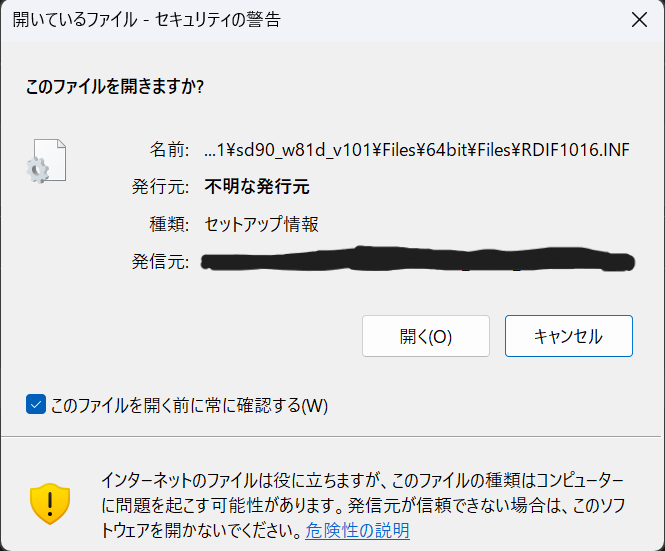 開いているファイル - セキュリティの警告
このファイルを開きますか?
名前: ...1¥sd90_w81d_v101¥Files¥64bit¥Files¥RDIF1016.INF
発行元: 不明な発行元
種類: セットアップ情報
発信元:
開く(O) キャンセル
このファイルを開く前に常に確認する(W)
インターネットのファイルは役に立ちますが、このファイルの種類はコンピューター
に問題を起こす可能性があります。発信元が信頼できない場合は、このソフ
トウェアを開かないでください。危険性の説明